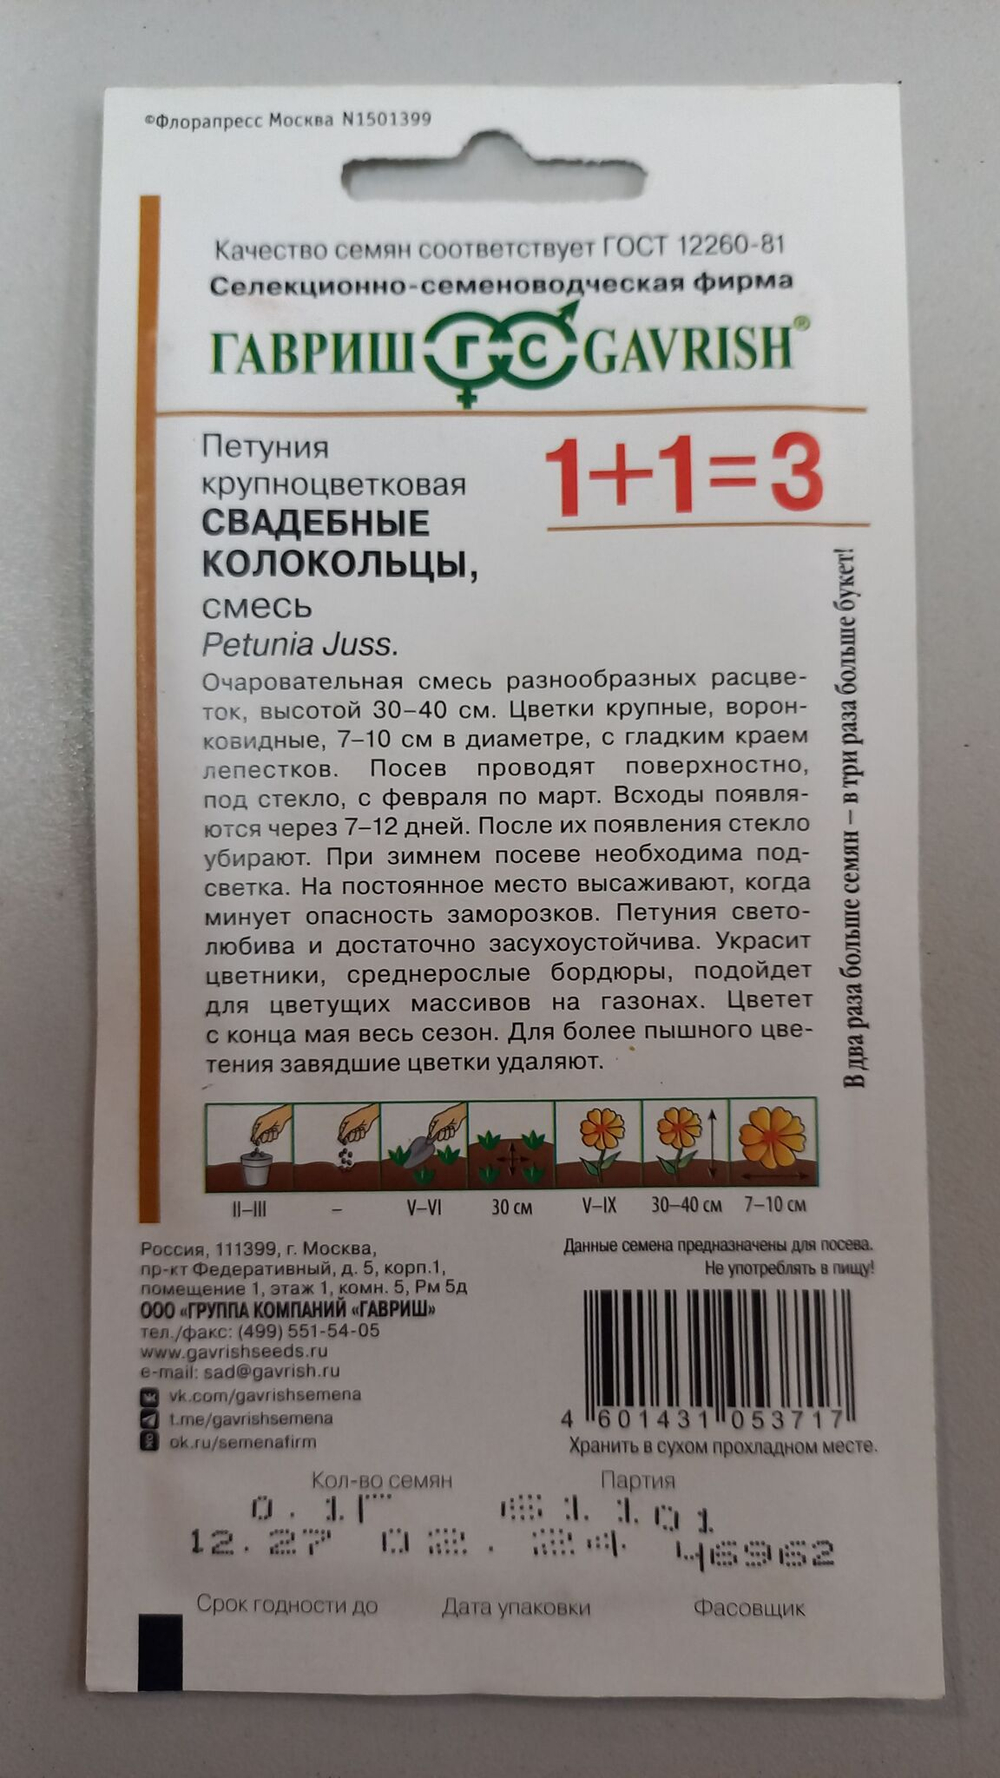 ©Флорапресс Москва N1501399
Качество семян соответствует ГОСТ 12260-81
Селекционно-семеноводческая фирма
ГАВРИШ ГС GAVRISH®
Петуния
крупноцветковая
СВАДЕБНЫЕ
КОЛОКОЛЬЦЫ,
смесь
Petunia Juss.
1+1=3
В два раза больше семян – в три раза больше букет!
Очаровательная смесь разнообразных расцве-
ток, высотой 30–40 см. Цветки крупные, ворон-
ковидные, 7–10 см в диаметре, с гладким краем
лепестков. Посев проводят поверхностно,
под стекло, с февраля по март. Всходы появля-
ются через 7–12 дней. После их появления стекло
убирают. При зимнем посеве необходима под-
светка. На постоянное место высаживают, когда
минует опасность заморозков. Петуния свето-
любива и достаточно засухоустойчива. Украсит
цветники, среднерослые бордюры, подойдет
для цветущих массивов на газонах. Цветет
с конца мая весь сезон. Для более пышного цве-
тения завядшие цветки удаляют.
II–III – V–VI 30 см V–IX 30–40 см 7–10 см
Россия, 111399, г. Москва,
пр-кт Федеративный, д. 5, корп.1,
помещение 1, этаж 1, комн. 5, Рм 5д
ООО «ГРУППА КОМПАНИЙ «ГАВРИШ»
тел./факс: (499) 551-54-05
www.gavrishseeds.ru
e-mail: sad@gavrish.ru
vk.com/gavrishsemena
t.me/gavrishsemena
ok.ru/semenafirm
Данные семена предназначены для посева.
Не употреблять в пищу!
4 601431 053717
Хранить в сухом прохладном месте.
Кол-во семян Партия
0.1Г
12.27 02.24 46962
Срок годности до Дата упаковки Фасовщик